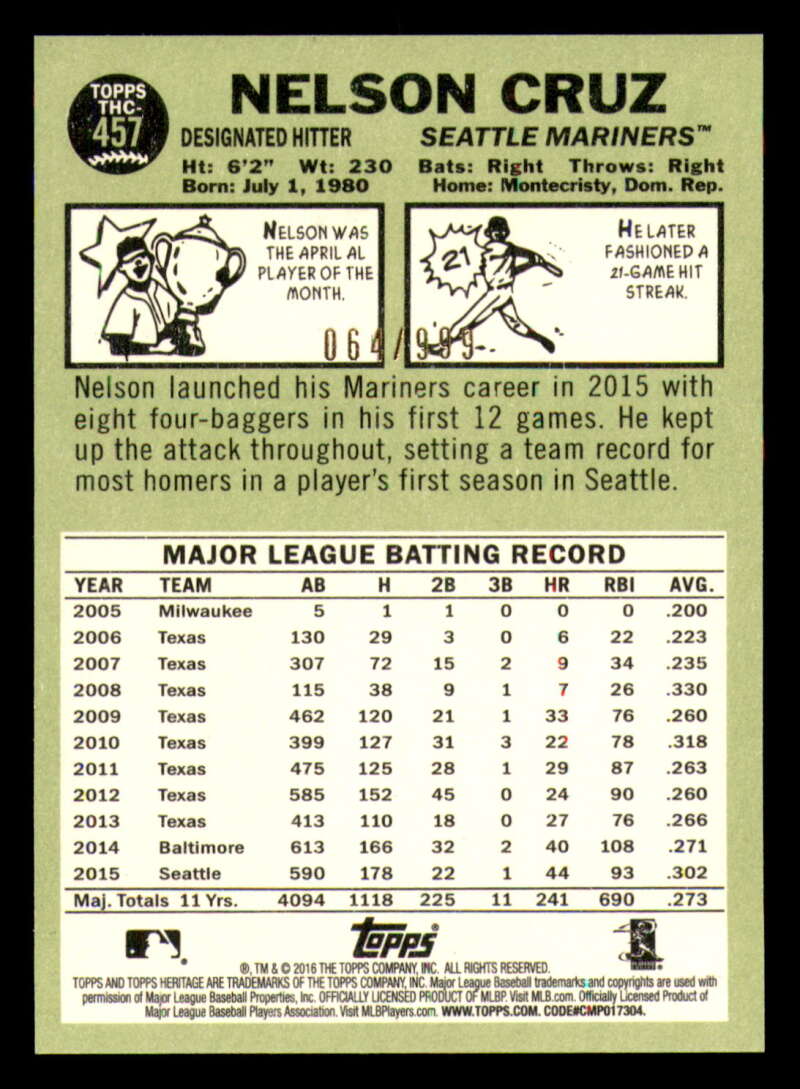 TOPPS
THC-
457
NELSON CRUZ
DESIGNATED HITTER SEATTLE MARINERS™
Ht: 6'2" Wt: 230 Bats: Right Throws: Right
Born: July 1, 1980 Home: Montecristy, Dom. Rep.
NELSON WAS
THE APRIL AL
PLAYER OF THE
MONTH.
21
HE LATER
FASHIONED A
21-GAME HIT
STREAK.
064/999
Nelson launched his Mariners career in 2015 with
eight four-baggers in his first 12 games. He kept
up the attack throughout, setting a team record for
most homers in a player's first season in Seattle.
MAJOR LEAGUE BATTING RECORD
YEAR TEAM AB H 2B 3B HR RBI AVG.
2005 Milwaukee 5 1 1 0 0 0 .200
2006 Texas 130 29 3 0 6 22 .223
2007 Texas 307 72 15 2 9 34 .235
2008 Texas 115 38 9 1 7 26 .330
2009 Texas 462 120 21 1 33 76 .260
2010 Texas 399 127 31 3 22 78 .318
2011 Texas 475 125 28 1 29 87 .263
2012 Texas 585 152 45 0 24 90 .260
2013 Texas 413 110 18 0 27 76 .266
2014 Baltimore 613 166 32 2 40 108 .271
2015 Seattle 590 178 22 1 44 93 .302
Maj. Totals 11 Yrs. 4094 1118 225 11 241 690 .273
topps®
®, TM & © 2016 THE TOPPS COMPANY, INC. ALL RIGHTS RESERVED.
TOPPS AND TOPPS HERITAGE ARE TRADEMARKS OF THE TOPPS COMPANY, INC. Major League Baseball trademarks and copyrights are used with
permission of Major League Baseball Properties, Inc. OFFICIALLY LICENSED PRODUCT OF MLBP. Visit MLB.com. Officially Licensed Product of
Major League Baseball Players Association. Visit MLBPlayers.com. WWW.TOPPS.COM. CODE#CMP017304.